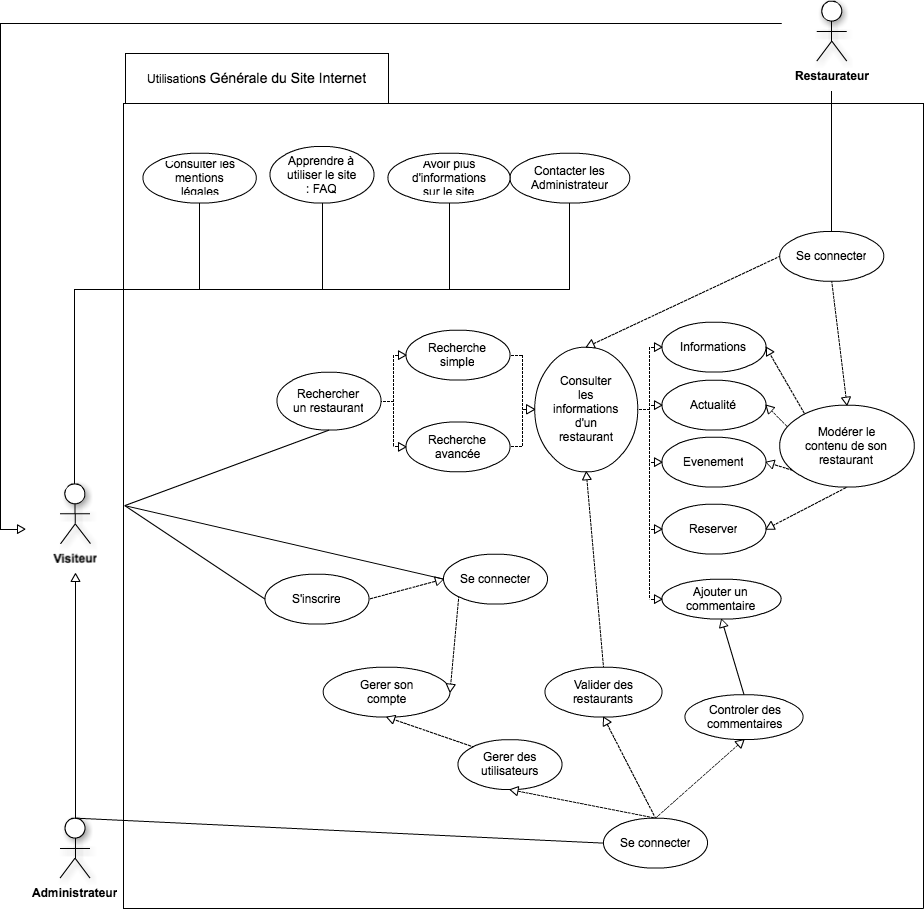 Restaurateur
Utilisations Générale du Site Internet
Consulter les
mentions
légales
Apprendre à
utiliser le site
: FAQ
Avoir plus
d'informations
sur le site
Contacter les
Administrateur
Se connecter
Recherche
simple
Informations
Consulter
les
informations
d'un
restaurant
Rechercher
un restaurant
Actualité
Recherche
avancée
Modérer le
contenu de son
restaurant
Evenement
Reserver
Visiteur
Se connecter
S'inscrire
Ajouter un
commentaire
Gerer son
compte
Valider des
restaurants
Controler des
commentaires
Gerer des
utilisateurs
Se connecter
Administrateur